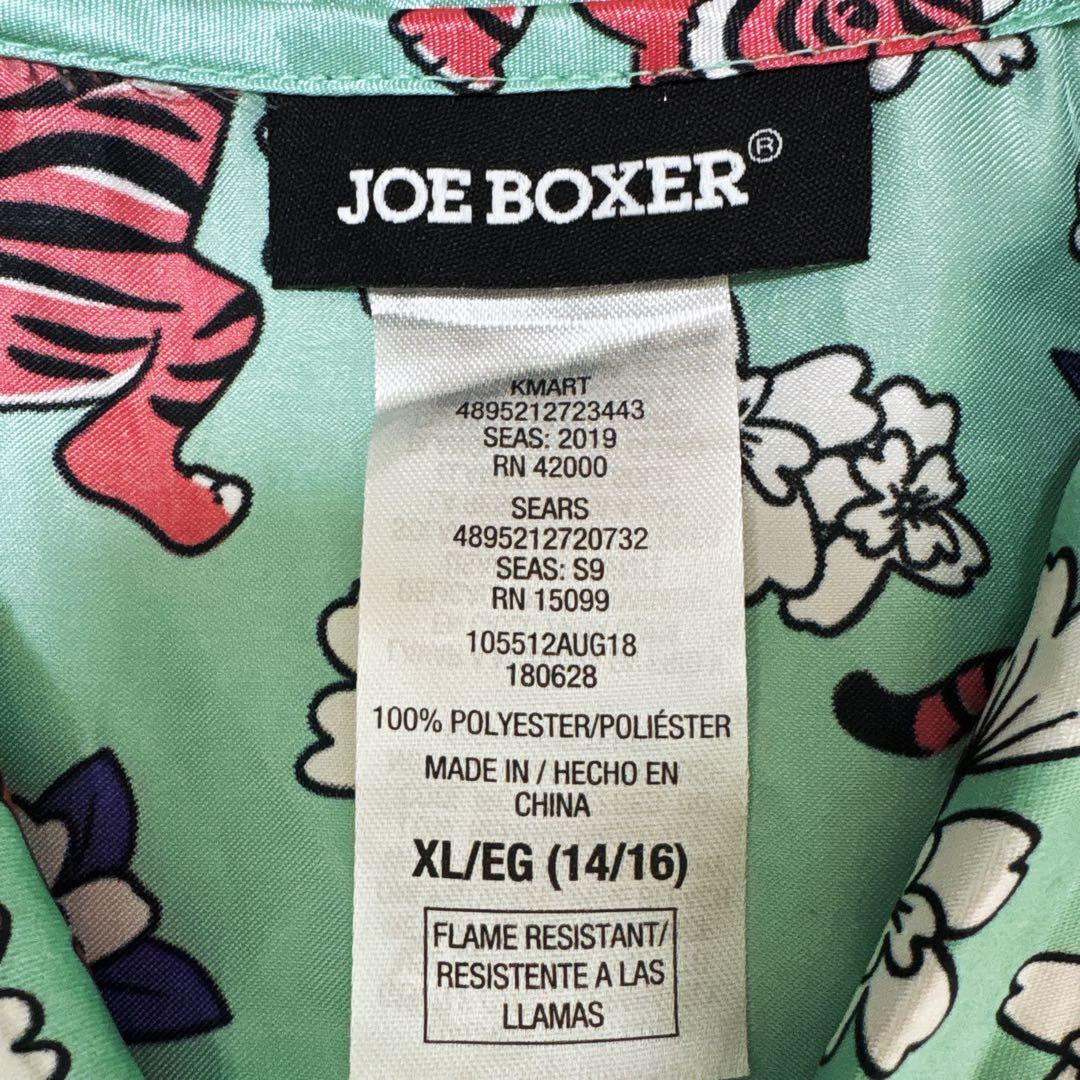 JOE BOXER®
KMART
4895212723443
SEAS: 2019
RN 42000
SEARS
4895212720732
SEAS: S9
RN 15099
105512AUG18
180628
100% POLYESTER/POLIÉSTER
MADE IN / HECHO EN
CHINA
XL/EG (14/16)
FLAME RESISTANT/
RESISTENTE A LAS
LLAMAS